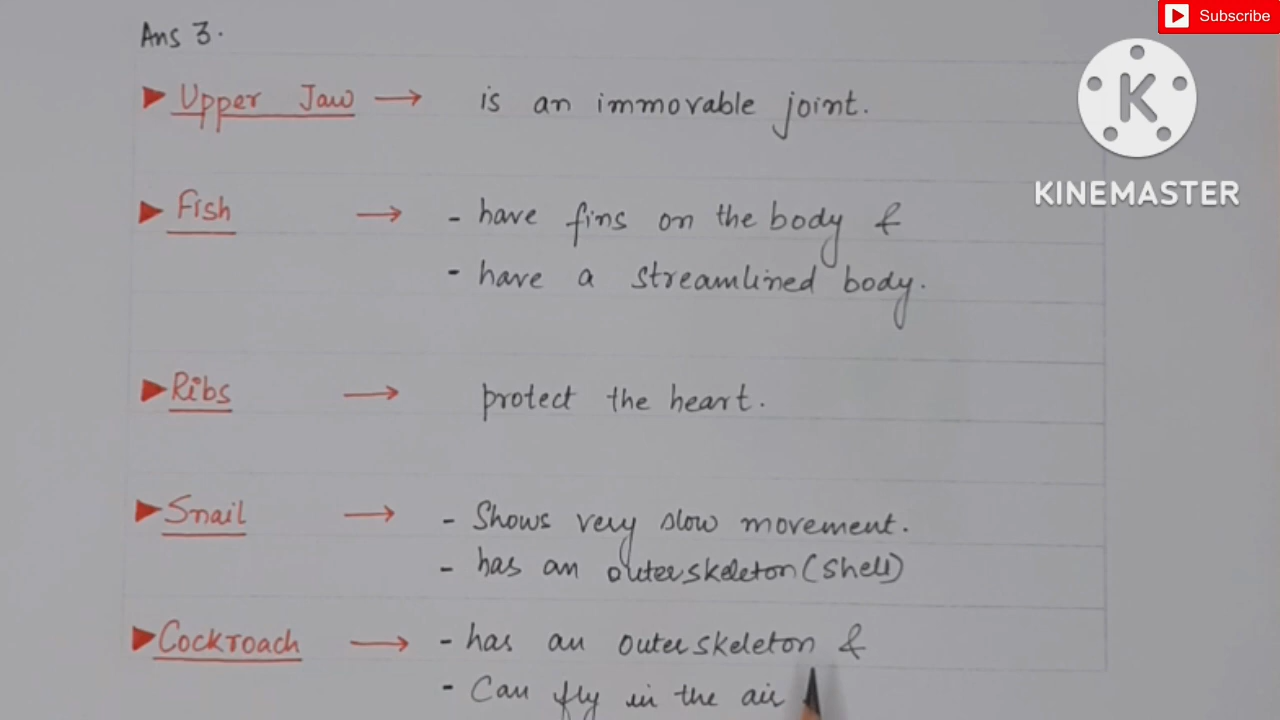 Subscribe
Ans 3.
Upper Jaw → is an immovable joint.
K
KINEMASTER
Fish → - have fins on the body &
- have a streamlined body.
Ribs → protect the heart.
Snail → - Shows very slow movement.
- has an outer skeleton (Shell)
Cockroach → - has an outer skeleton &
- Can fly in the air